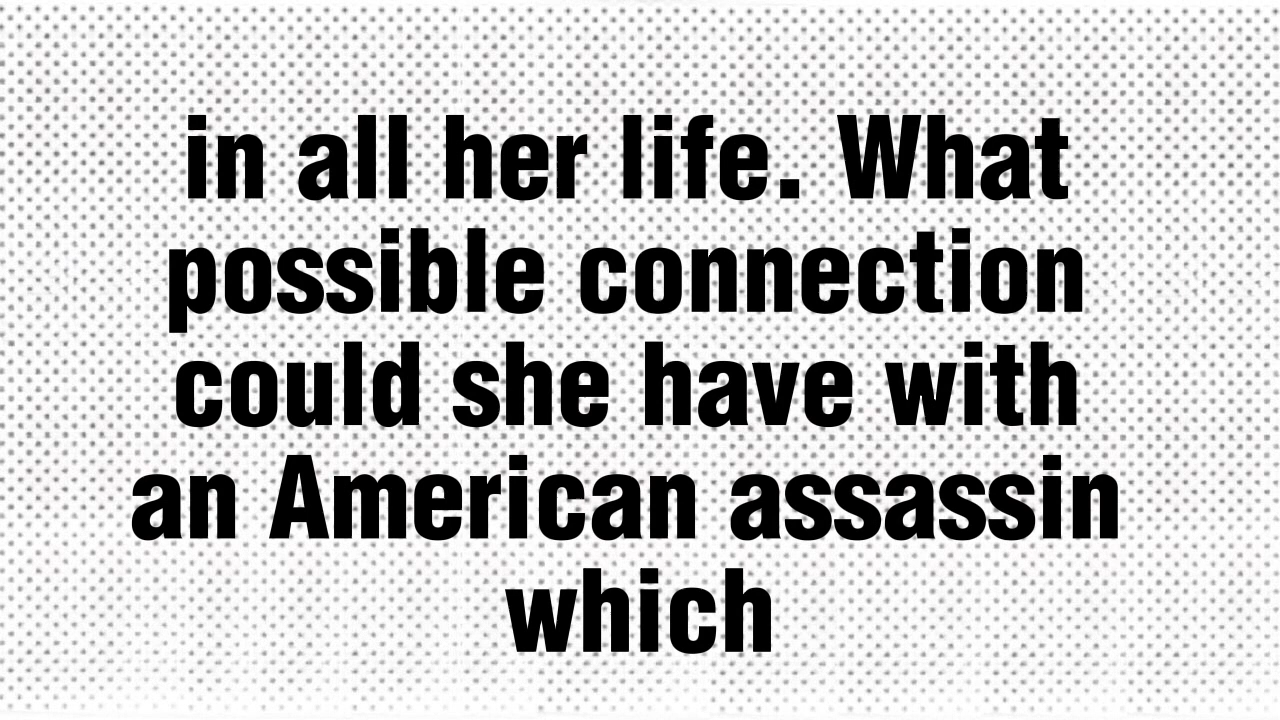 in all her life. What
possible connection
could she have with
an American assassin
which